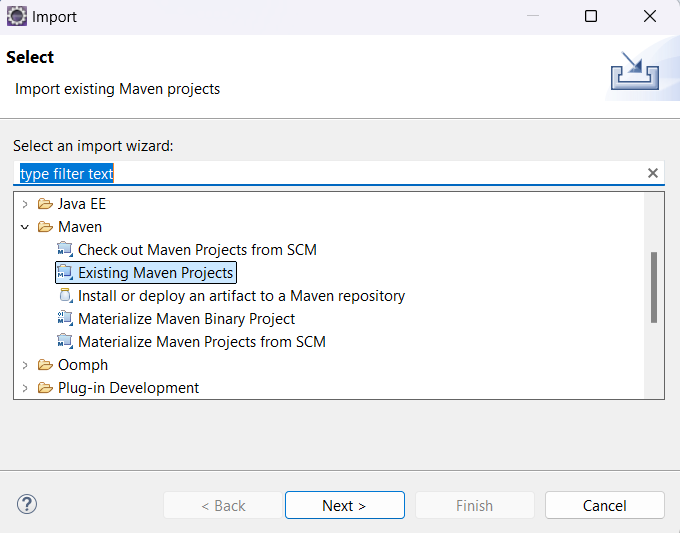 Import
Select
Import existing Maven projects
Select an import wizard:
type filter text
Java EE
Maven
Check out Maven Projects from SCM
Existing Maven Projects
Install or deploy an artifact to a Maven repository
Materialize Maven Binary Project
Materialize Maven Projects from SCM
Oomph
Plug-in Development
< Back Next > Finish Cancel